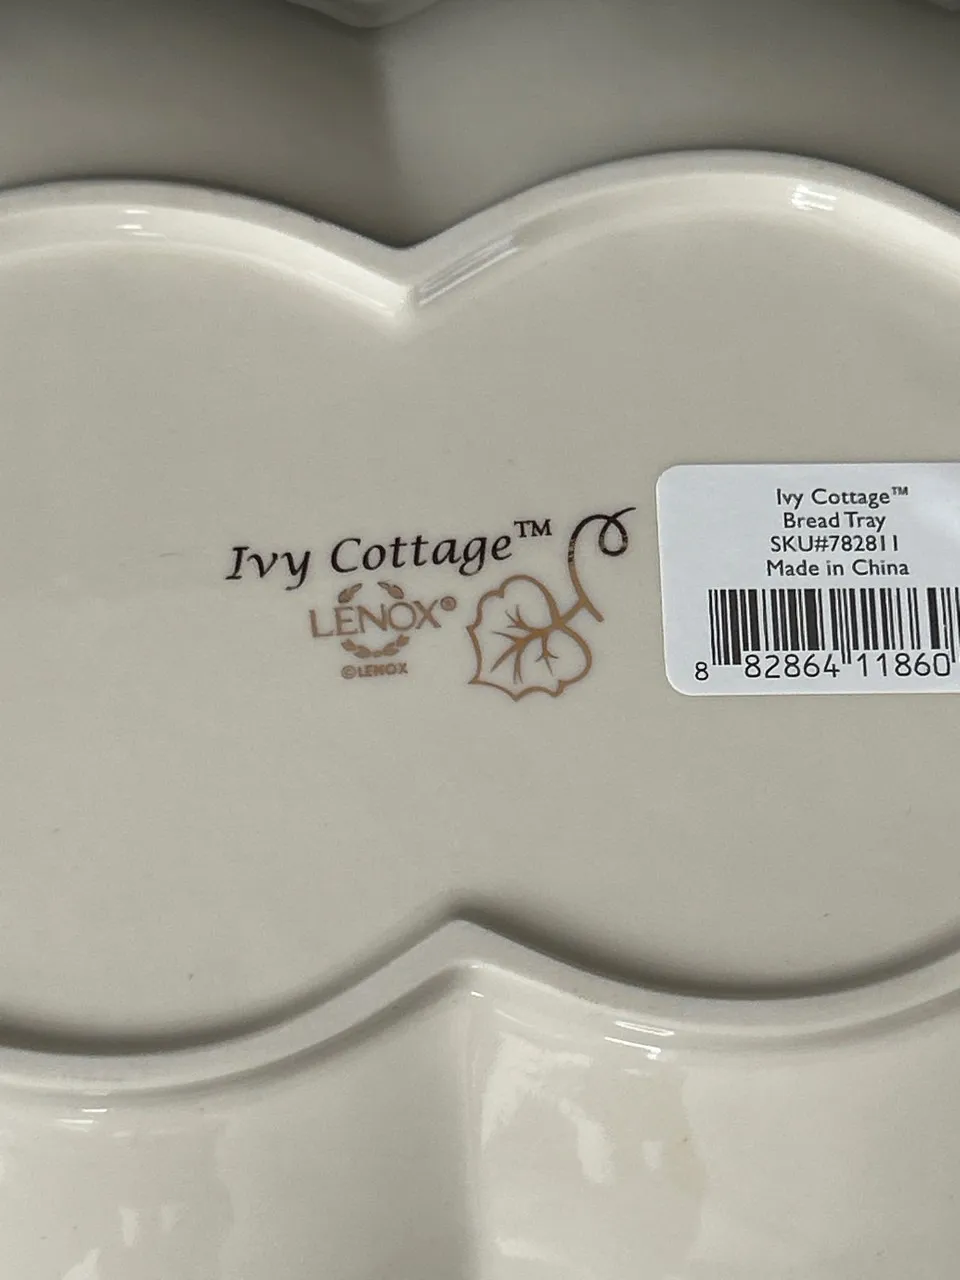 Ivy Cottage™
LENOX®
©LENOX
Ivy Cottage™
Bread Tray
SKU#782811
Made in China
8 82864 11860